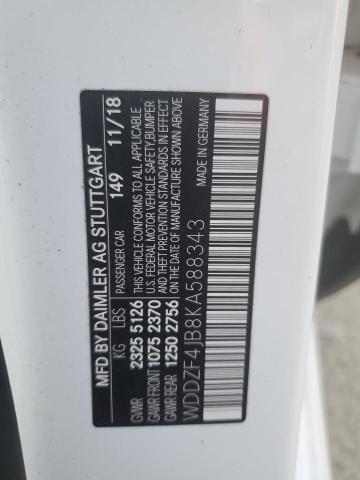 MFD BY DAIMLER AG STUTTGART
PASSENGER CAR 149 11/18
KG LBS
GVWR 2325 5126
GAWR FRONT 1075 2370
GAWR REAR 1250 2756
THIS VEHICLE CONFORMS TO ALL APPLICABLE
U.S. FEDERAL MOTOR VEHICLE SAFETY, BUMPER
AND THEFT PREVENTION STANDARDS IN EFFECT
ON THE DATE OF MANUFACTURE SHOWN ABOVE
WDDZF4JB8KA588343
MADE IN GERMANY